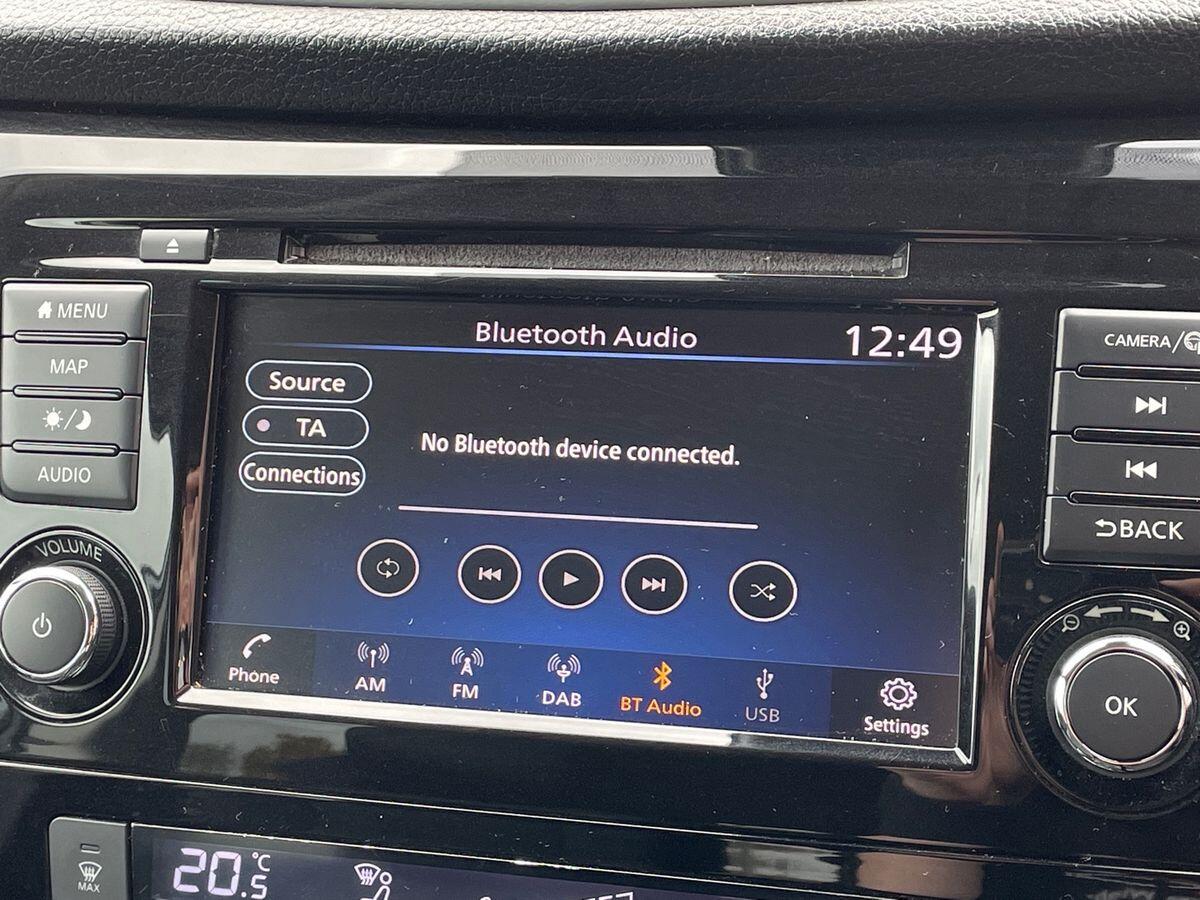 Bluetooth Audio
12:49
MENU
MAP
AUDIO
VOLUME
Source
TA
Connections
No Bluetooth device connected.
Phone
AM
FM
DAB
BT Audio
USB
Settings
CAMERA/
BACK
OK
MAX
20.5°C